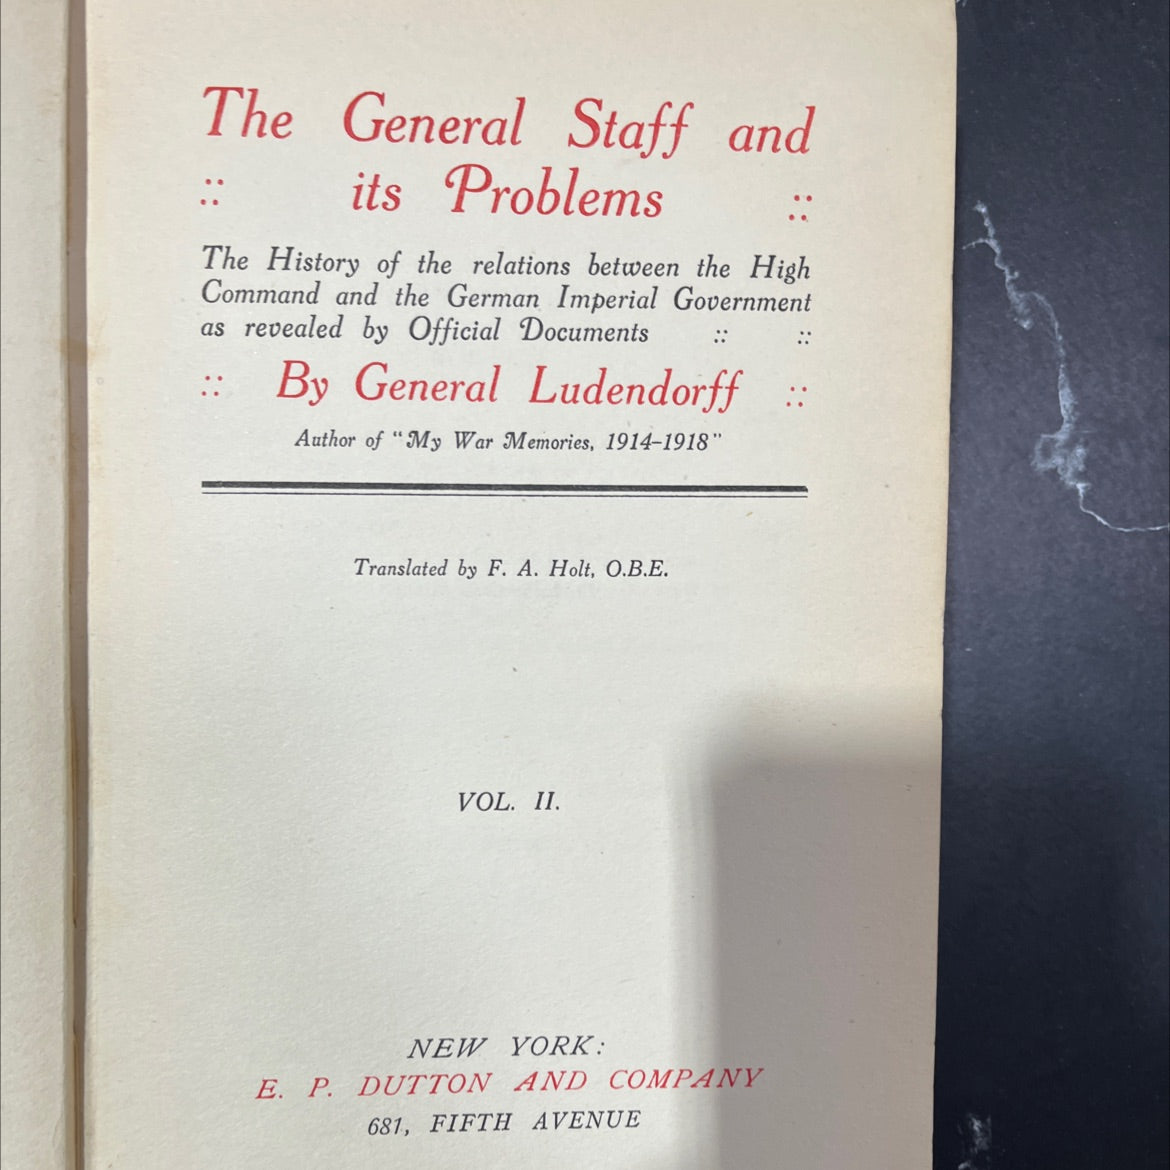 The General Staff and
:: its Problems ::
The History of the relations between the High
Command and the German Imperial Government
as revealed by Official Documents :: ::
:: By General Ludendorff ::
Author of “My War Memories, 1914–1918”
Translated by F. A. Holt, O.B.E.
VOL. II.
NEW YORK:
E. P. DUTTON AND COMPANY
681, FIFTH AVENUE